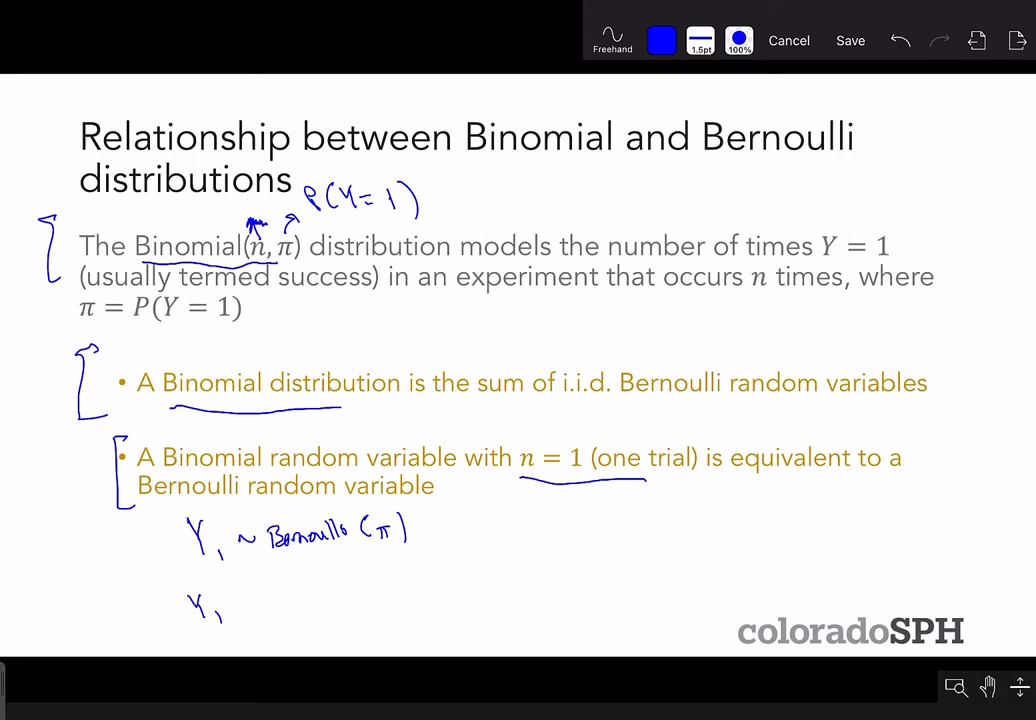 Freehand
1.5pt
100%
Cancel
Save
Relationship between Binomial and Bernoulli
distributions
P(Y=1)
The Binomial(n, π) distribution models the number of times Y = 1
(usually termed success) in an experiment that occurs n times, where
π = P(Y = 1)
• A Binomial distribution is the sum of i.i.d. Bernoulli random variables
• A Binomial random variable with n = 1 (one trial) is equivalent to a
Bernoulli random variable
Y₁ ~ Bernoulli (π)
Y₁
coloradoSPH